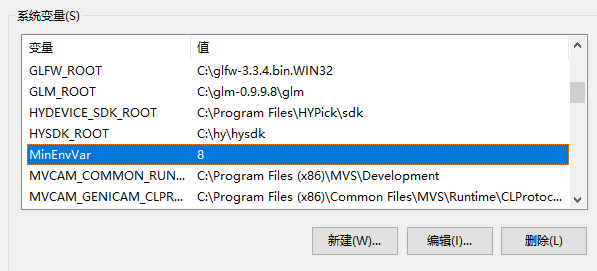 系统变量(S)
变量 值
GLFW_ROOT C:\glfw-3.3.4.bin.WIN32
GLM_ROOT C:\glm-0.9.9.8\glm
HYDEVICE_SDK_ROOT C:\Program Files\HYPick\sdk
HYSDK_ROOT C:\hy\hysdk
MinEnvVar 8
MVCAM_COMMON_RUN... C:\Program Files (x86)\MVS\Development
MVCAM_GENICAM_CLPR... C:\Program Files (x86)\Common Files\MVS\Runtime\CLProtoc...
新建(W)... 编辑(I)... 删除(L)